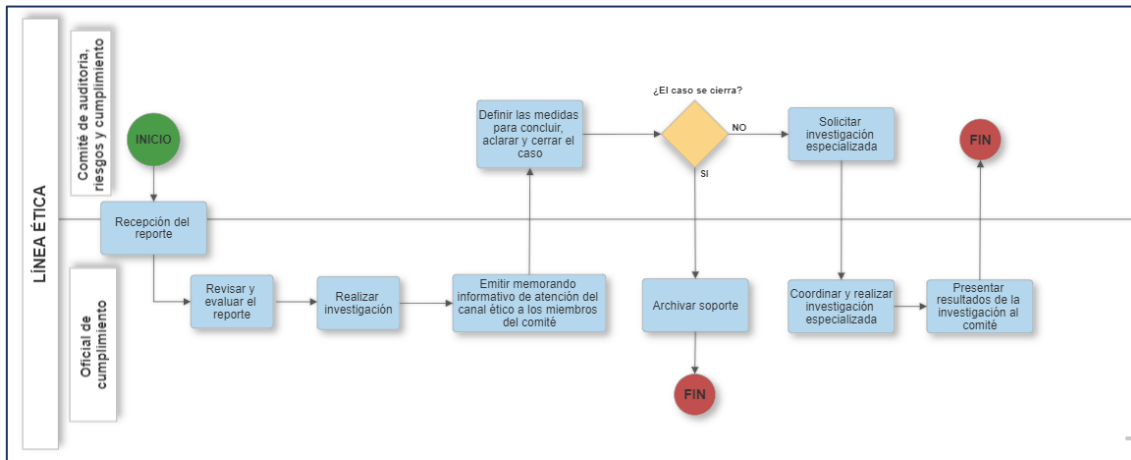 LÍNEA ÉTICA
Comité de auditoria,
riesgos y cumplimiento
INICIO
Recepción del
reporte
Oficial de
cumplimiento
Revisar y
evaluar el
reporte
Realizar
investigación
Emitir memorando
informativo de atención del
canal ético a los miembros
del comité
Definir las medidas
para concluir,
aclarar y cerrar el
caso
¿El caso se cierra?
NO
SI
Archivar soporte
FIN
Solicitar
investigación
especializada
Coordinar y realizar
investigación
especializada
Presentar
resultados de la
investigación al
comité
FIN